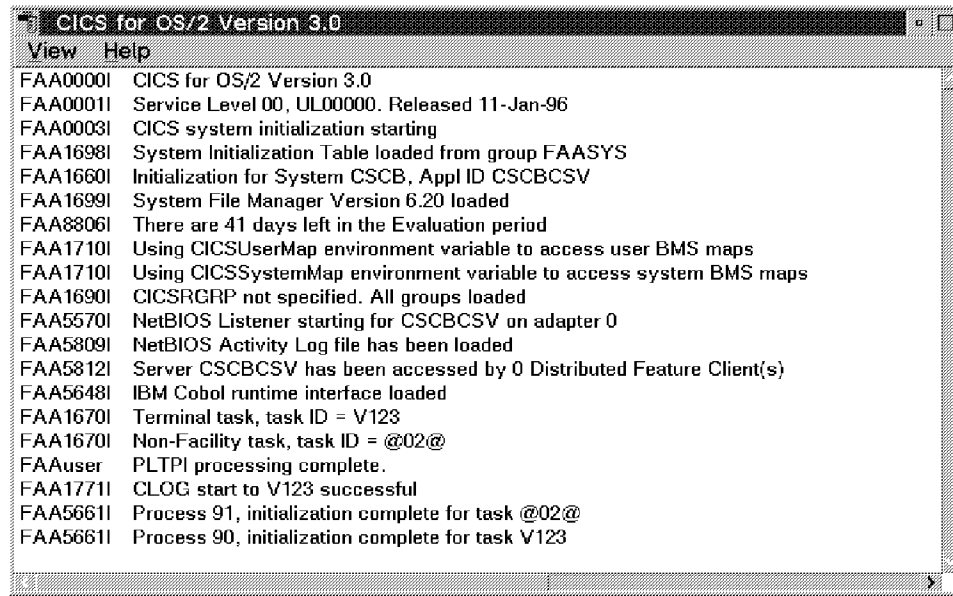 CICS for OS/2 Version 3.0
View Help
FAA0000I CICS for OS/2 Version 3.0
FAA0001I Service Level 00, UL00000. Released 11-Jan-96
FAA0003I CICS system initialization starting
FAA1698I System Initialization Table loaded from group FAASYS
FAA1660I Initialization for System CSCB, Appl ID CSCBCSV
FAA1699I System File Manager Version 6.20 loaded
FAA8806I There are 41 days left in the Evaluation period
FAA1710I Using CICSUserMap environment variable to access user BMS maps
FAA1710I Using CICSSystemMap environment variable to access system BMS maps
FAA1690I CICSRGRP not specified. All groups loaded
FAA5570I NetBIOS Listener starting for CSCBCSV on adapter 0
FAA5809I NetBIOS Activity Log file has been loaded
FAA5812I Server CSCBCSV has been accessed by 0 Distributed Feature Client(s)
FAA5648I IBM Cobol runtime interface loaded
FAA1670I Terminal task, task ID = V123
FAA1670I Non-Facility task, task ID = @02@
FAAuser PLTPI processing complete.
FAA1771I CLOG start to V123 successful
FAA5661I Process 91, initialization complete for task @02@
FAA5661I Process 90, initialization complete for task V123